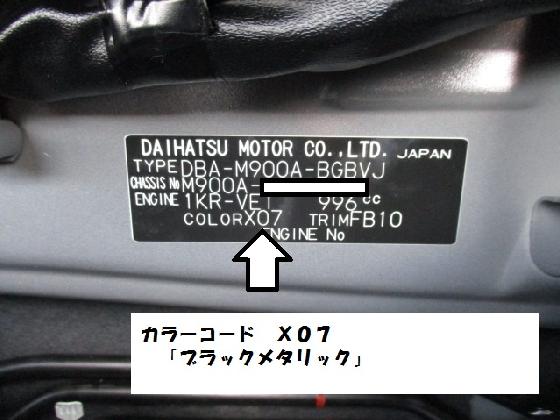 DAIHATSU MOTOR CO.,LTD. JAPAN
TYPE DBA-M900A-BGBVJ
CHASSIS No M900A-
ENGINE 1KR-VET 996cc
COLOR X07 TRIM FB10
ENGINE No
カラーコード X07
「ブラックメタリック」